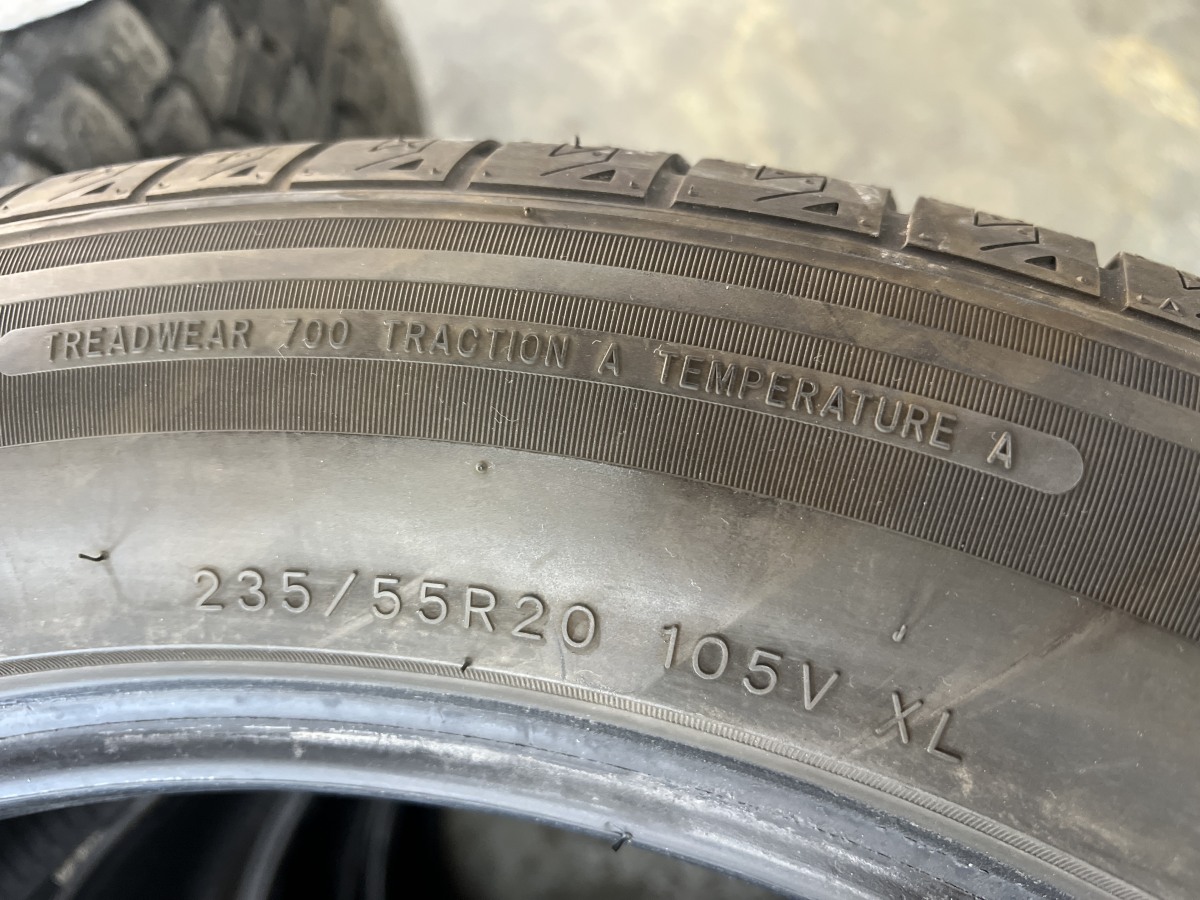 TREADWEAR 700 TRACTION A TEMPERATURE A
235/55R20 105V XL